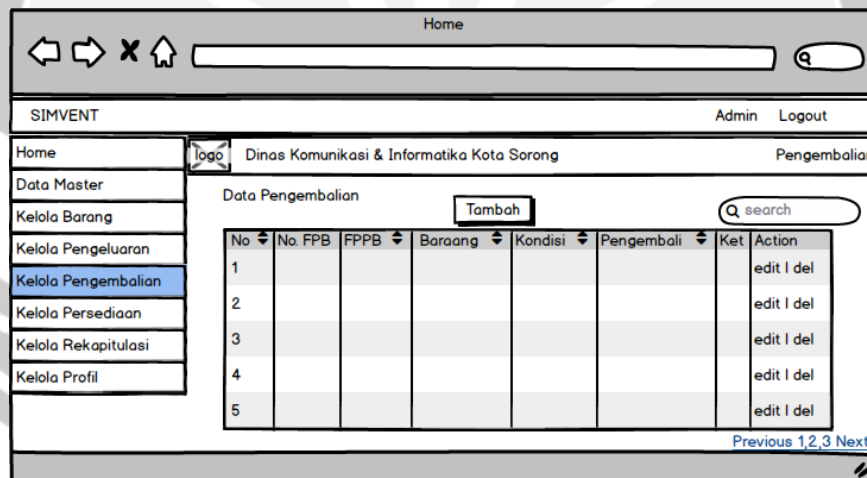 Home
SIMVENT Admin Logout
Home
Data Master
Kelola Barang
Kelola Pengeluaran
Kelola Pengembalian
Kelola Persediaan
Kelola Rekapitulasi
Kelola Profil
logo Dinas Komunikasi & Informatika Kota Sorong Pengembalian
Data Pengembalian Tambah search
No No. FPB FPPB Baraang Kondisi Pengembali Ket Action
1 edit I del
2 edit I del
3 edit I del
4 edit I del
5 edit I del
Previous 1,2,3 Next